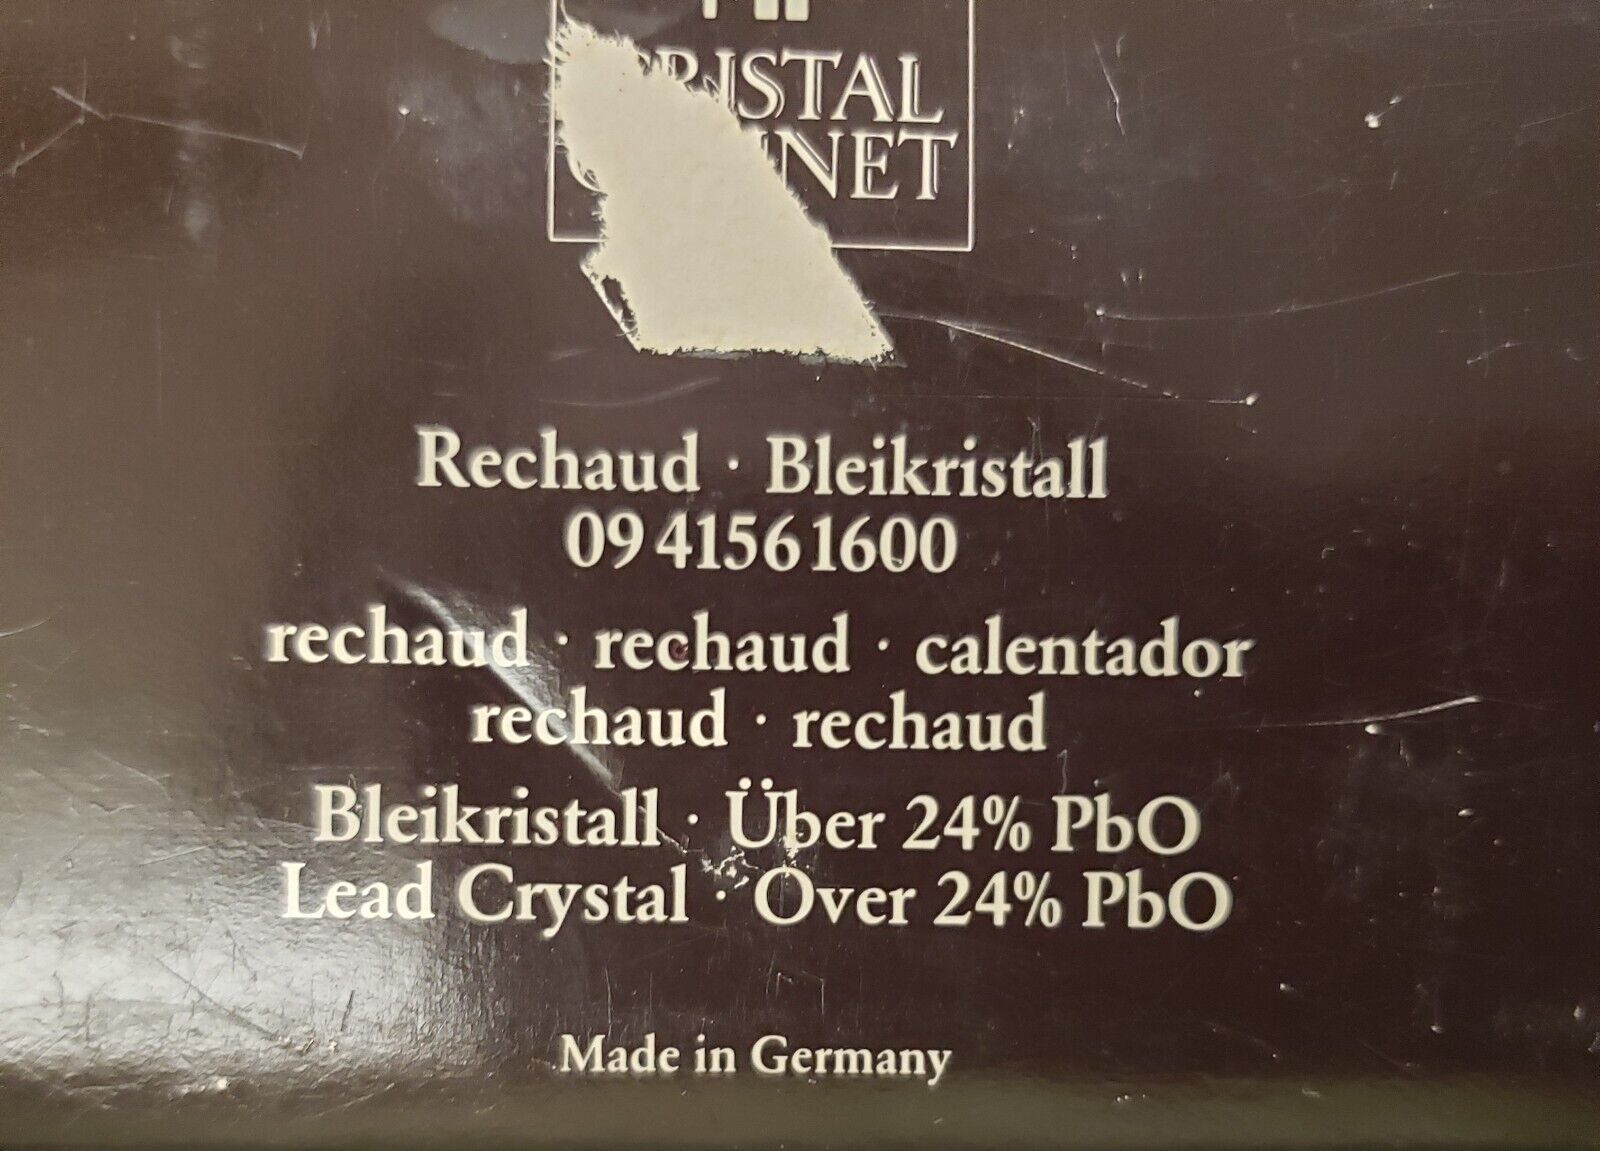 Rechaud · Bleikristall
09 4156 1600
rechaud · rechaud · calentador
rechaud · rechaud
Bleikristall · Über 24% PbO
Lead Crystal · Over 24% PbO
Made in Germany